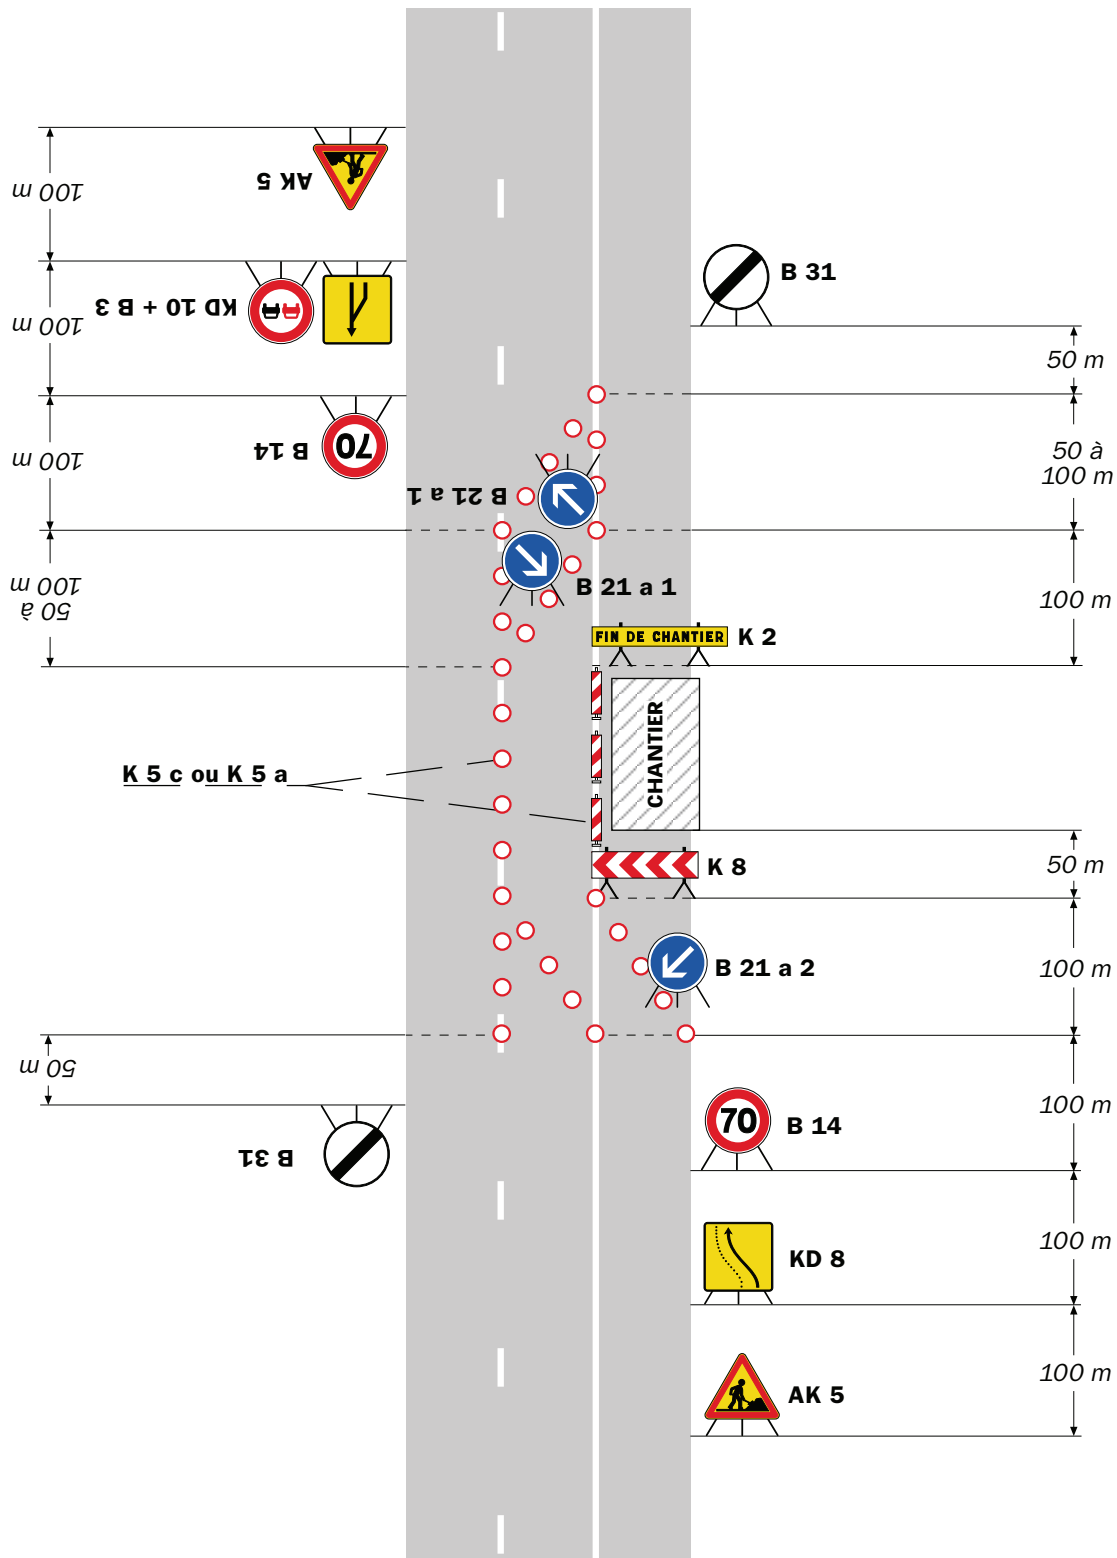 100 m
AK 5
100 m
KD 10 + B 3
B 31
50 m
100 m
B 14
70
50 à
100 m
B 21 a 1
50 à
100 m
B 21 a 1
100 m
FIN DE CHANTIER
K 2
CHANTIER
K 5 c ou K 5 a
K 8
50 m
B 21 a 2
100 m
50 m
B 31
70
B 14
100 m
KD 8
100 m
AK 5
100 m